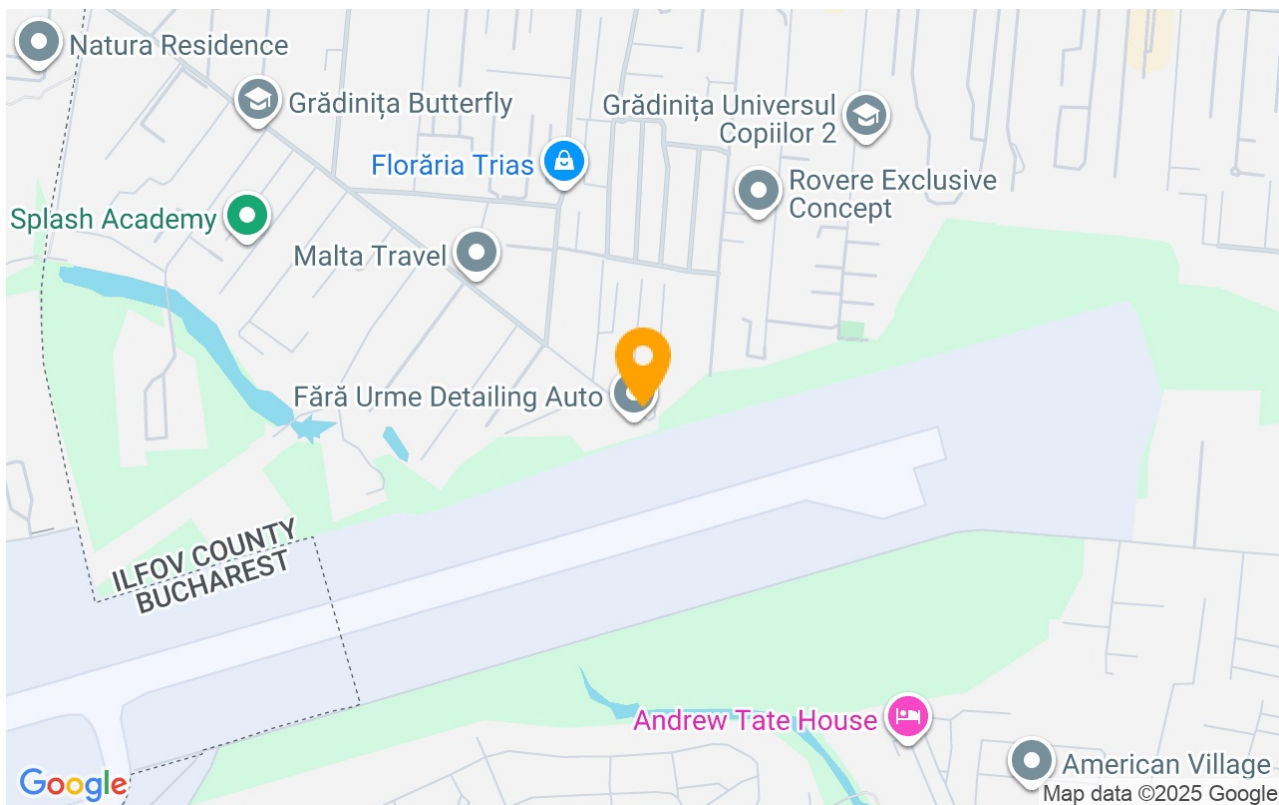 Natura Residence
Grădinița Butterfly
Grădinița Universul
Copiilor 2
Florăria Trias
Rovere Exclusive
Concept
Splash Academy
Malta Travel
Fără Urme Detailing Auto
ILFOV COUNTY
BUCHAREST
Andrew Tate House
American Village
Google
Map data ©2025 Google